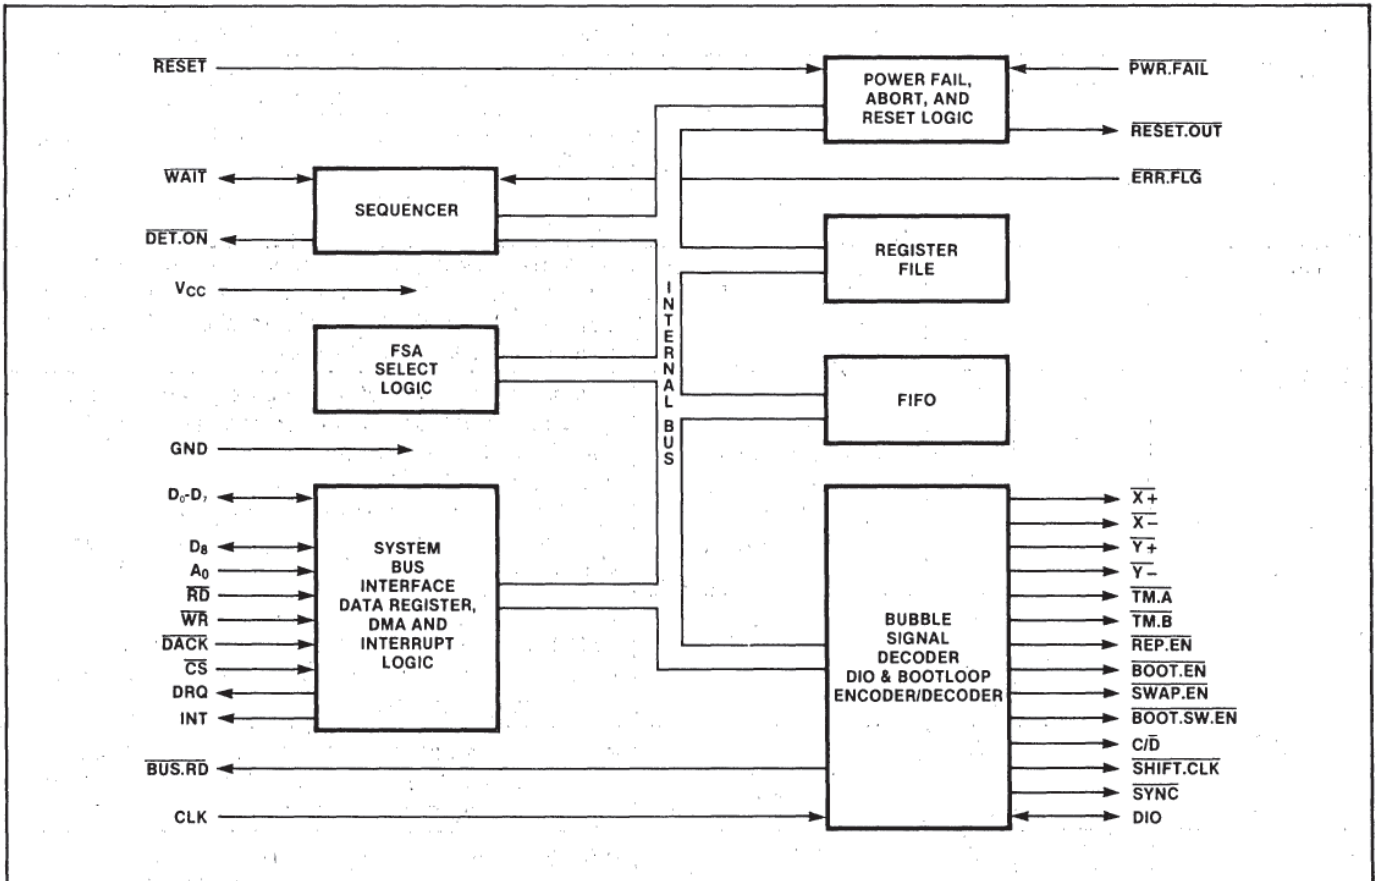 RESET
WAIT
DET.ON
VCC
GND
D0-D7
D8
A0
RD
WR
DACK
CS
DRQ
INT
BUS.RD
CLK
SEQUENCER
FSA
SELECT
LOGIC
SYSTEM
BUS
INTERFACE
DATA REGISTER,
DMA AND
INTERRUPT
LOGIC
INTERNAL BUS
POWER FAIL,
ABORT, AND
RESET LOGIC
REGISTER
FILE
FIFO
BUBBLE
SIGNAL
DECODER
DIO & BOOTLOOP
ENCODER/DECODER
PWR.FAIL
RESET.OUT
ERR.FLG
X+
X-
Y+
Y-
TM.A
TM.B
REP.EN
BOOT.EN
SWAP.EN
BOOT.SW.EN
C/D
SHIFT.CLK
SYNC
DIO